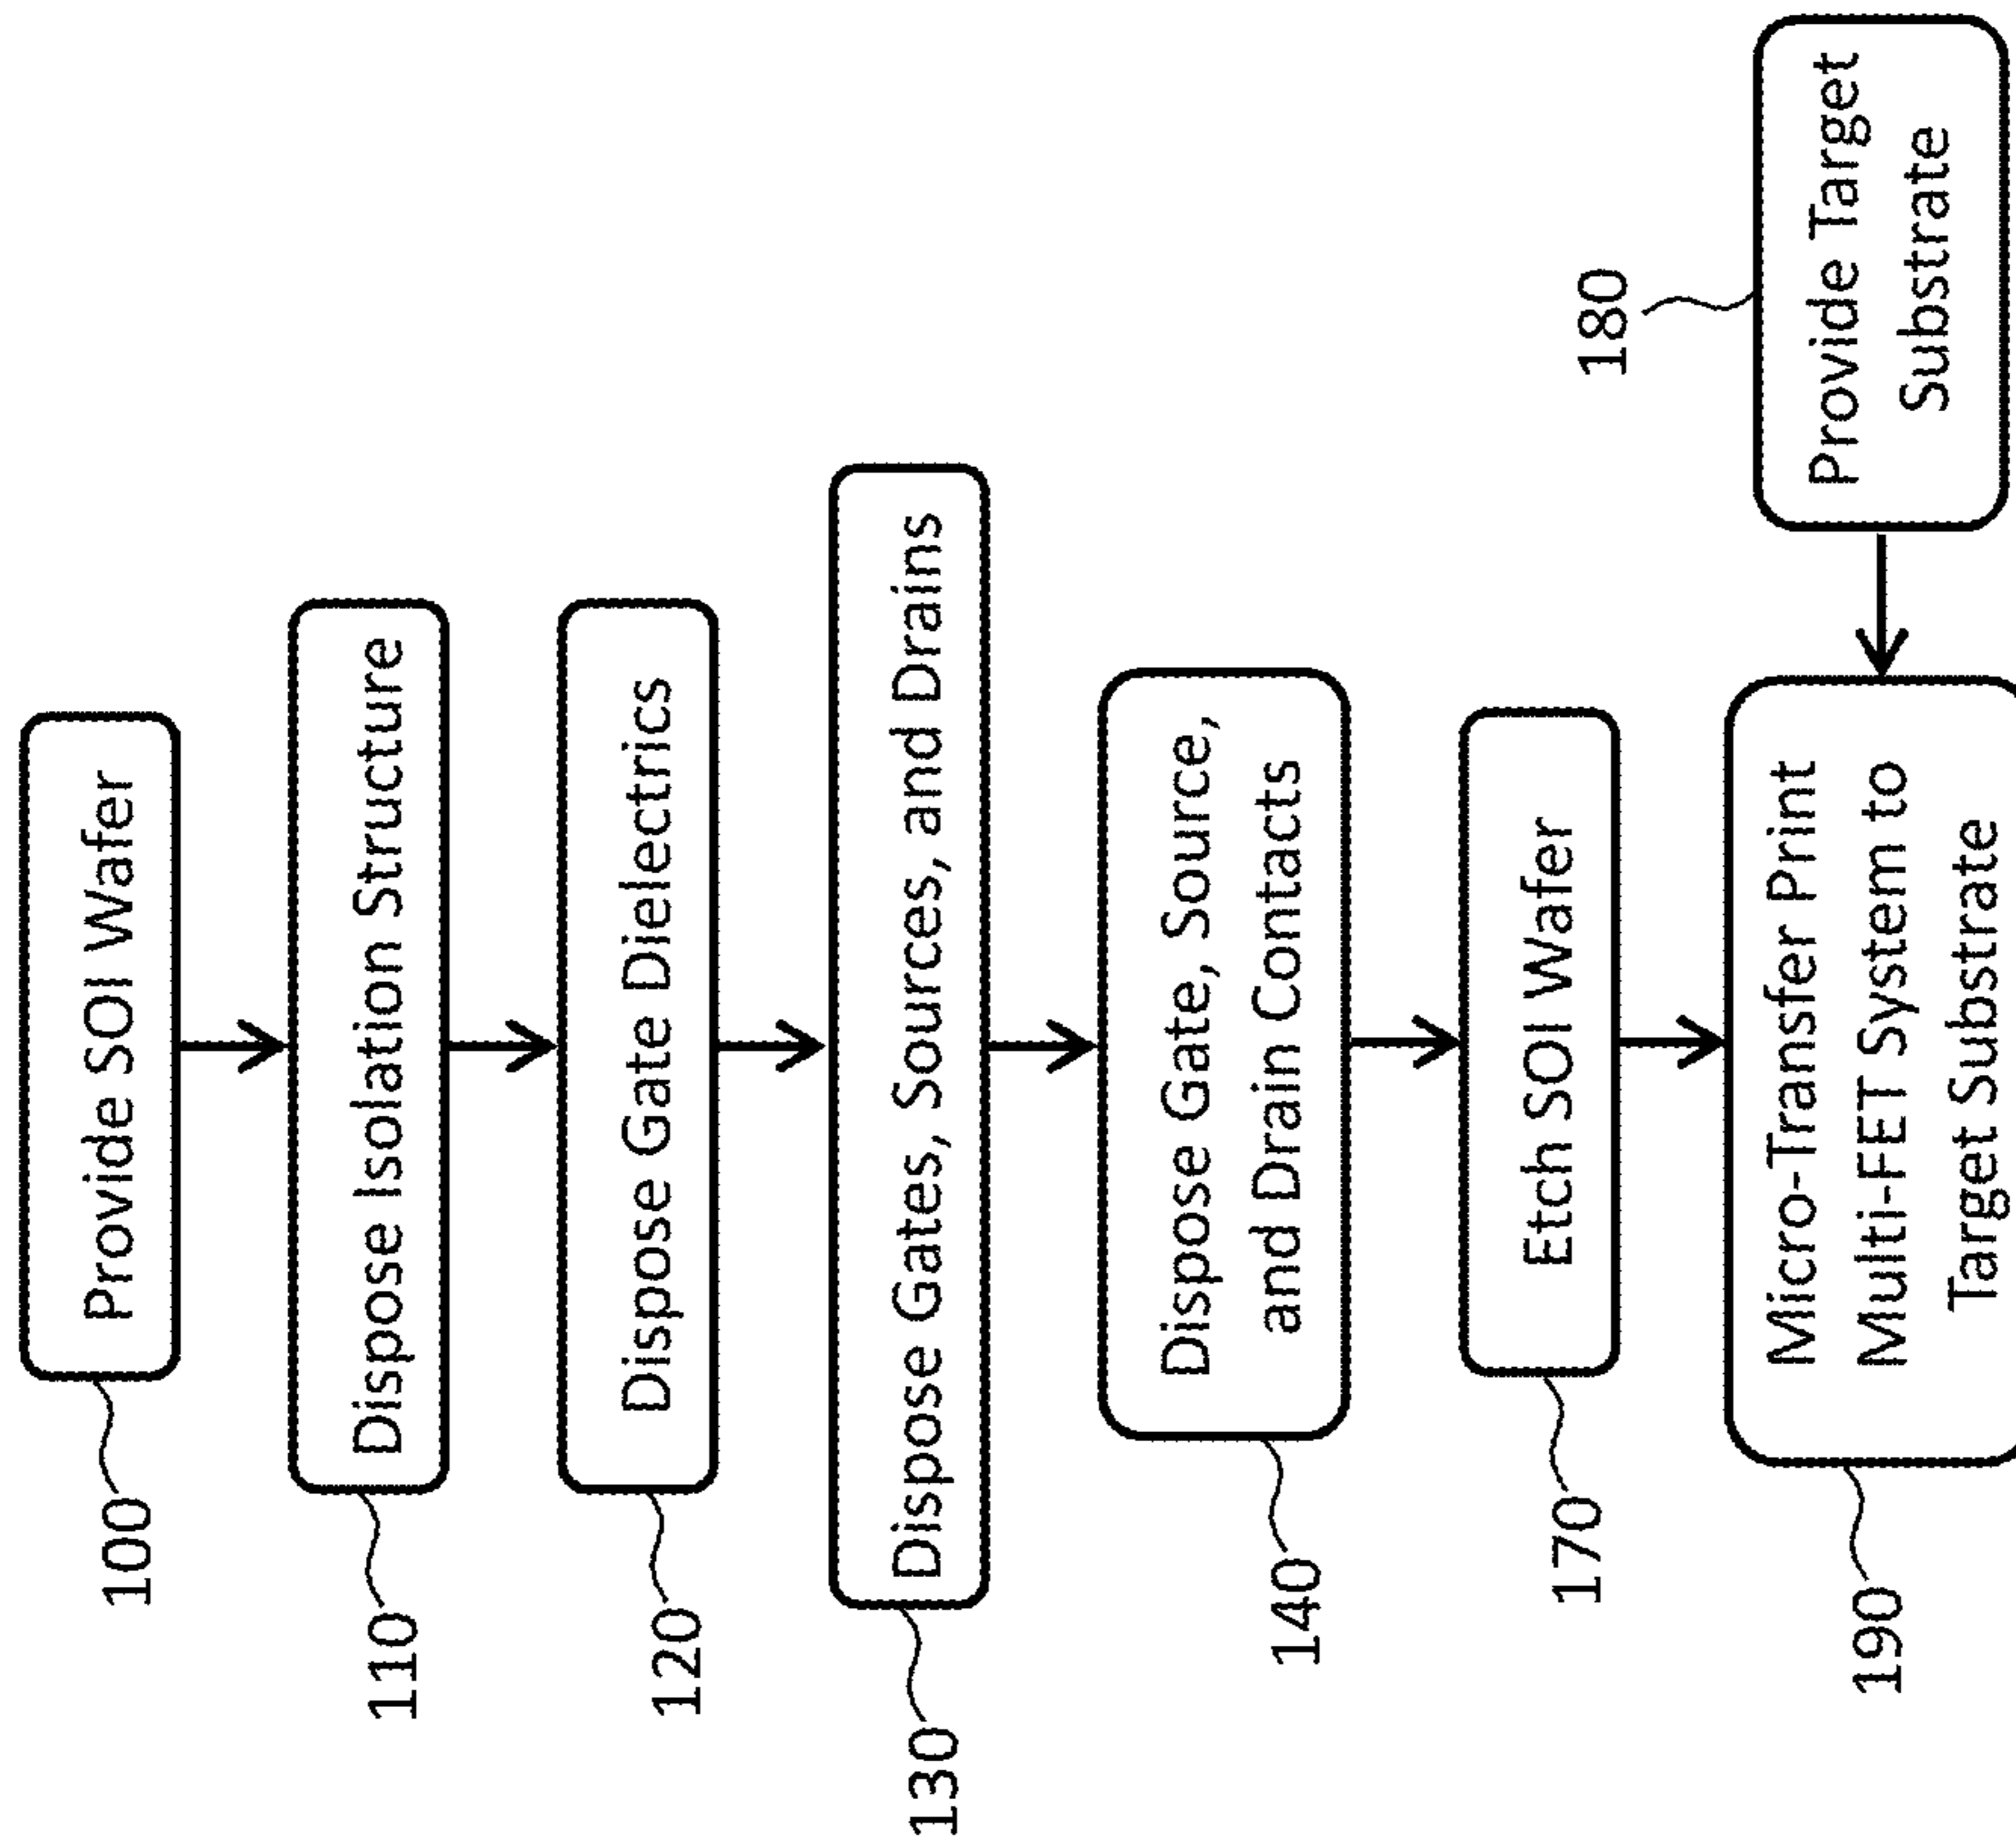 100
Provide SOI Wafer
110
Dispose Isolation Structure
120
Dispose Gate Dielectrics
130
Dispose Gates, Sources, and Drains
140
Dispose Gate, Source,
and Drain Contacts
170
Etch SOI Wafer
180
Provide Target
Substrate
190
Micro-Transfer Print
Multi-FET System to
Target Substrate